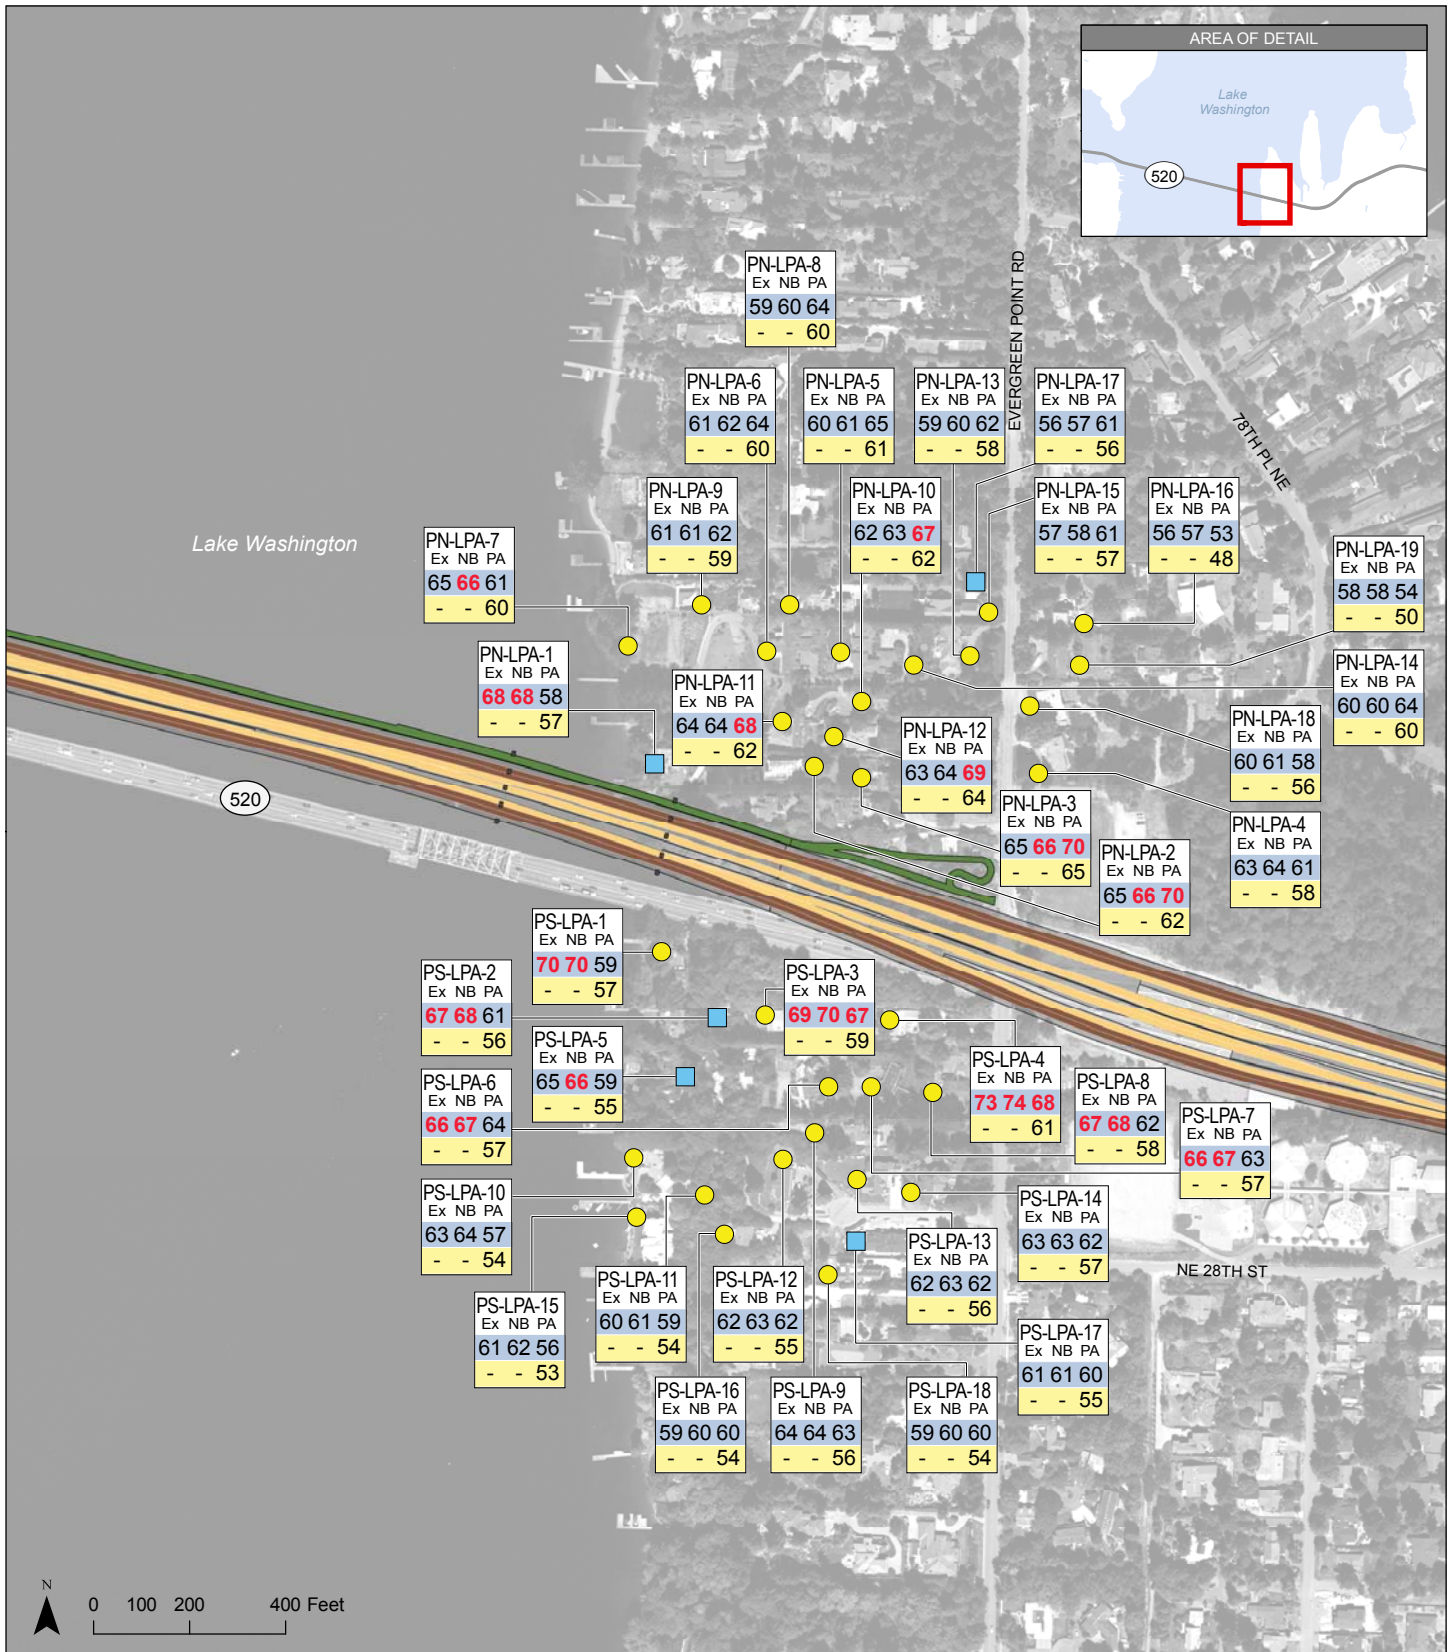 AREA OF DETAIL
Lake
Washington
520
EVERGREEN POINT RD
78TH PL NE
Lake Washington
520
PN-LPA-8
Ex NB PA
59 60 64
- - 60
PN-LPA-6
Ex NB PA
61 62 64
- - 60
PN-LPA-5
Ex NB PA
60 61 65
- - 61
PN-LPA-13
Ex NB PA
59 60 62
- - 58
PN-LPA-17
Ex NB PA
56 57 61
- - 56
PN-LPA-9
Ex NB PA
61 61 62
- - 59
PN-LPA-10
Ex NB PA
62 63 67
- - 62
PN-LPA-15
Ex NB PA
57 58 61
- - 57
PN-LPA-16
Ex NB PA
56 57 53
- - 48
PN-LPA-7
Ex NB PA
65 66 61
- - 60
PN-LPA-19
Ex NB PA
58 58 54
- - 50
PN-LPA-1
Ex NB PA
68 68 58
- - 57
PN-LPA-11
Ex NB PA
64 64 68
- - 62
PN-LPA-14
Ex NB PA
60 60 64
- - 60
PN-LPA-12
Ex NB PA
63 64 69
- - 64
PN-LPA-18
Ex NB PA
60 61 58
- - 56
PN-LPA-3
Ex NB PA
65 66 70
- - 65
PN-LPA-4
Ex NB PA
63 64 61
- - 58
PN-LPA-2
Ex NB PA
65 66 70
- - 62
PS-LPA-1
Ex NB PA
70 70 59
- - 57
PS-LPA-2
Ex NB PA
67 68 61
- - 56
PS-LPA-3
Ex NB PA
69 70 67
- - 59
PS-LPA-5
Ex NB PA
65 66 59
- - 55
PS-LPA-4
Ex NB PA
73 74 68
- - 61
PS-LPA-6
Ex NB PA
66 67 64
- - 57
PS-LPA-8
Ex NB PA
67 68 62
- - 58
PS-LPA-7
Ex NB PA
66 67 63
- - 57
PS-LPA-10
Ex NB PA
63 64 57
- - 54
PS-LPA-14
Ex NB PA
63 63 62
- - 57
PS-LPA-13
Ex NB PA
62 63 62
- - 56
NE 28TH ST
PS-LPA-11
Ex NB PA
60 61 59
- - 54
PS-LPA-12
Ex NB PA
62 63 62
- - 55
PS-LPA-15
Ex NB PA
61 62 56
- - 53
PS-LPA-17
Ex NB PA
61 61 60
- - 55
PS-LPA-16
Ex NB PA
59 60 60
- - 54
PS-LPA-9
Ex NB PA
64 64 63
- - 56
PS-LPA-18
Ex NB PA
59 60 60
- - 54
N
0 100 200 400 Feet